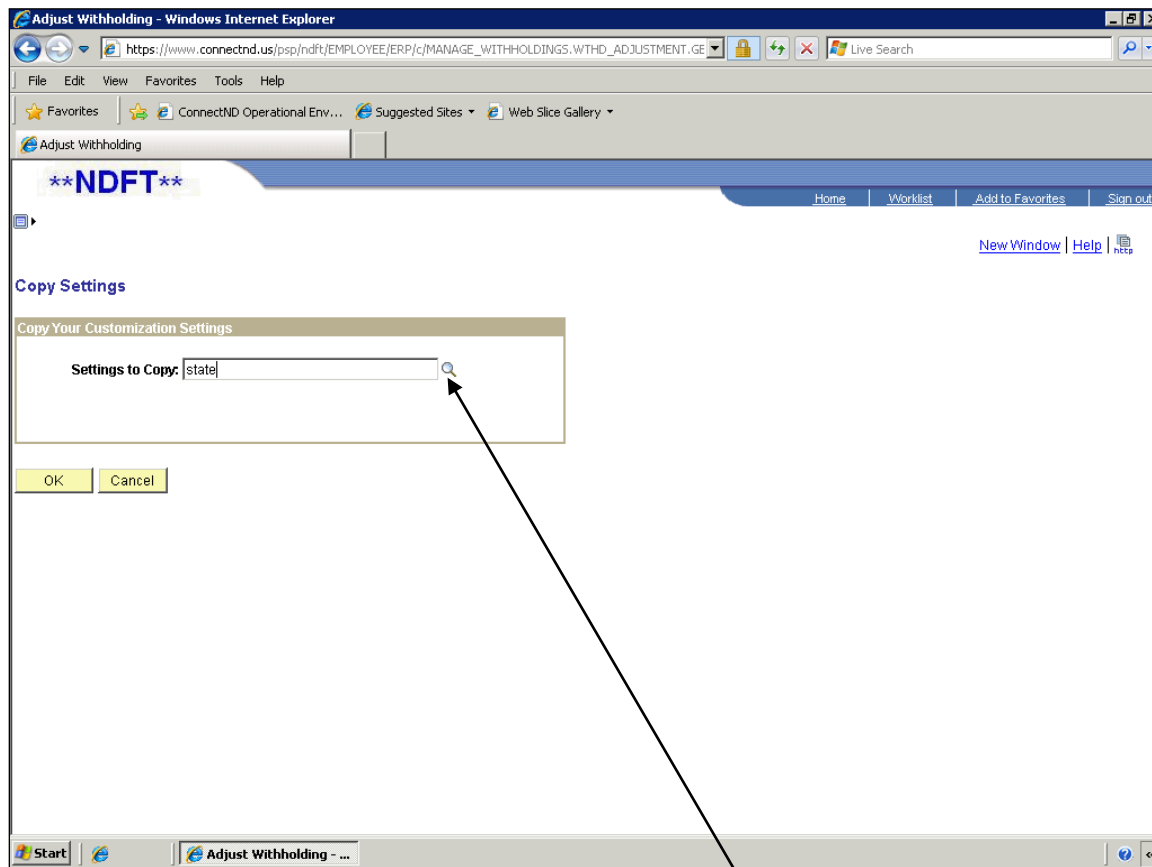 Adjust Withholding - Windows Internet Explorer
https://www.connectnd.us/psp/ndft/EMPLOYEE/ERP/c/MANAGE_WITHHOLDINGS.WTHD_ADJUSTMENT.GE
Live Search
File Edit View Favorites Tools Help
Favorites ConnectND Operational Env... Suggested Sites Web Slice Gallery
Adjust Withholding
**NDFT**
Home Worklist Add to Favorites Sign out
New Window | Help | http
Copy Settings
Copy Your Customization Settings
Settings to Copy: state
OK Cancel
Start Adjust Withholding - ...